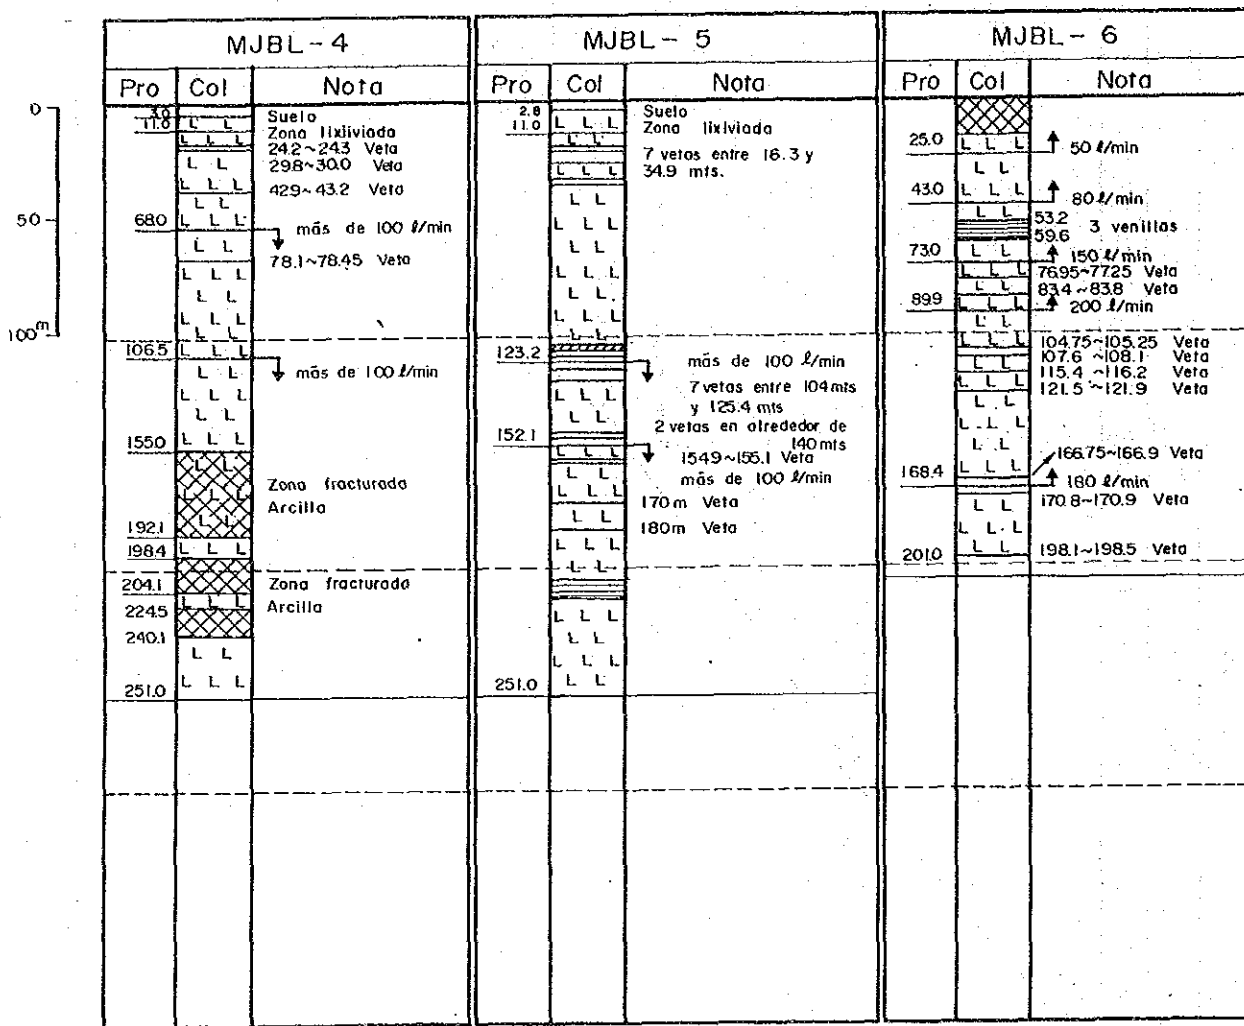 MJBL-4
Pro Col Nota
3.0 Suelo
11.0 Zona lixiviada
24.2~24.3 Veta
29.8~30.0 Veta
42.9~43.2 Veta
68.0 más de 100 l/min
78.1~78.45 Veta
106.5 más de 100 l/min
155.0
Zona fracturada
Arcilla
192.1
198.4
204.1 Zona fracturada
224.5 Arcilla
240.1
251.0
0
50
100m
MJBL-5
Pro Col Nota
2.8 Suelo
11.0 Zona lixiviada
7 vetas entre 16.3 y
34.9 mts.
123.2 más de 100 l/min
7 vetas entre 104 mts
y 125.4 mts
2 vetas en alrededor de
140 mts
152.1
154.9~155.1 Veta
más de 100 l/min
170m Veta
180m Veta
251.0
MJBL-6
Pro Col Nota
25.0 50 l/min
43.0 80 l/min
53.2
3 venillas
59.6
73.0 150 l/min
76.95~77.25 Veta
83.4~83.8 Veta
89.9 200 l/min
104.75~105.25 Veta
107.6~108.1 Veta
115.4~116.2 Veta
121.5~121.9 Veta
166.75~166.9 Veta
168.4 180 l/min
170.8~170.9 Veta
198.1~198.5 Veta
201.0